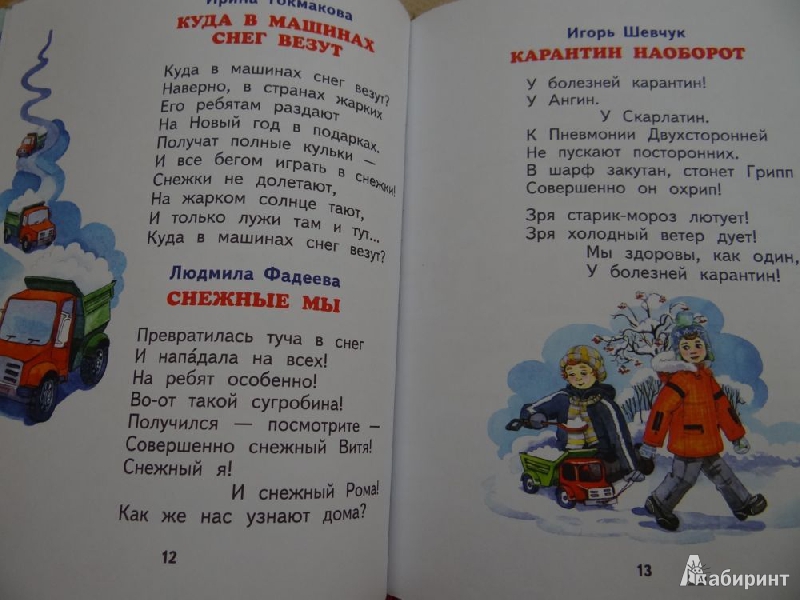 Ирина Токмакова
КУДА В МАШИНАХ
СНЕГ ВЕЗУТ
Куда в машинах снег везут?
Наверно, в странах жарких
Его ребятам раздают
На Новый год в подарках.
Получат полные кульки –
И все бегом играть в снежки!
Снежки не долетают,
На жарком солнце тают,
И только лужи там и тут...
Куда в машинах снег везут?
Людмила Фадеева
СНЕЖНЫЕ МЫ
Превратилась туча в снег
И напа́дала на всех!
На ребят особенно!
Во-от такой сугробина!
Получился — посмотрите –
Совершенно снежный Витя!
Снежный я!
И снежный Рома!
Как же нас узнают дома?
12
Игорь Шевчук
КАРАНТИН НАОБОРОТ
У болезней карантин!
У Ангин.
У Скарлатин.
К Пневмонии Двухсторонней
Не пускают посторонних.
В шарф закутан, стонет Грипп
Совершенно он охрип!
Зря старик-мороз лютует!
Зря холодный ветер дует!
Мы здоровы, как один,
У болезней карантин!
13
Лабиринт